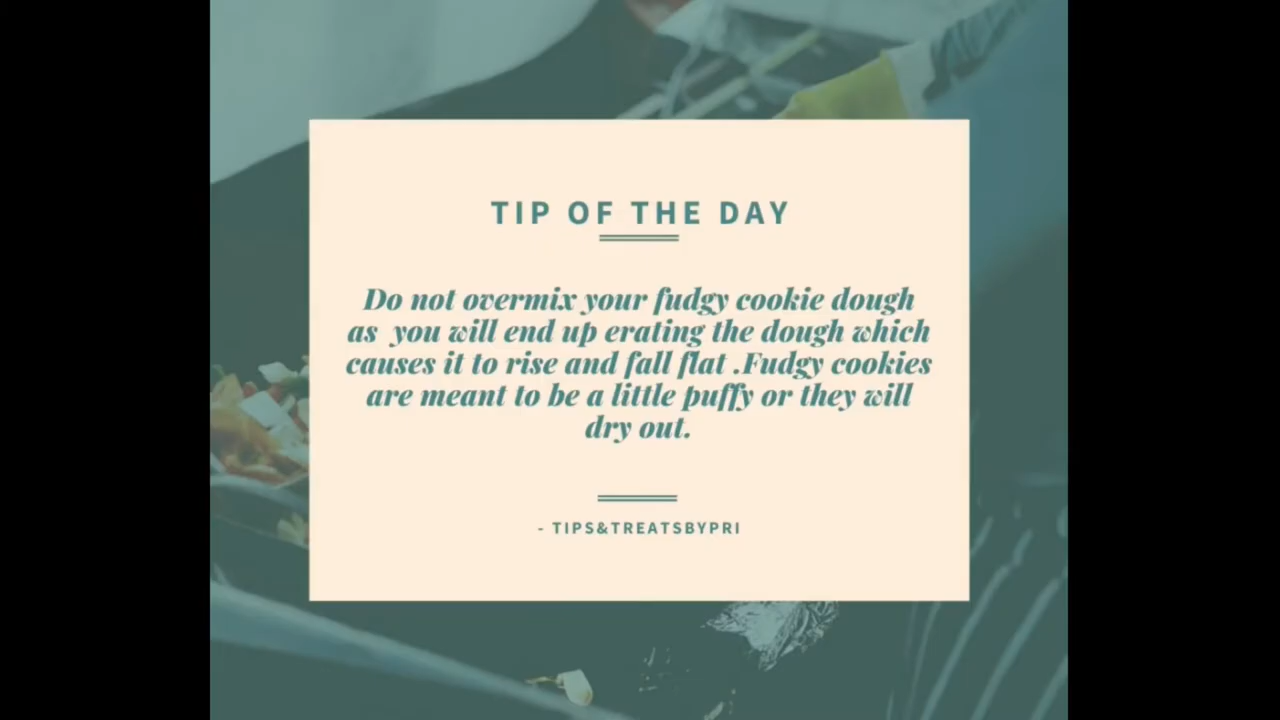 TIP OF THE DAY
Do not overmix your fudgy cookie dough
as you will end up erating the dough which
causes it to rise and fall flat .Fudgy cookies
are meant to be a little puffy or they will
dry out.
- TIPS&TREATSBYPRI